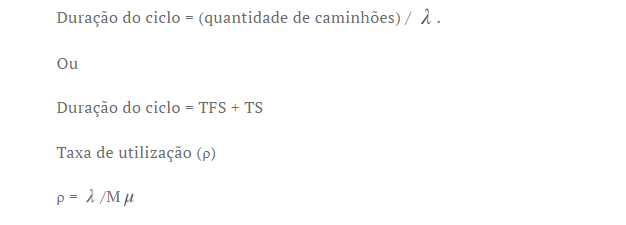 Duração do ciclo = (quantidade de caminhões) / λ .
Ou
Duração do ciclo = TFS + TS
Taxa de utilização (ρ)
ρ = λ /M μ